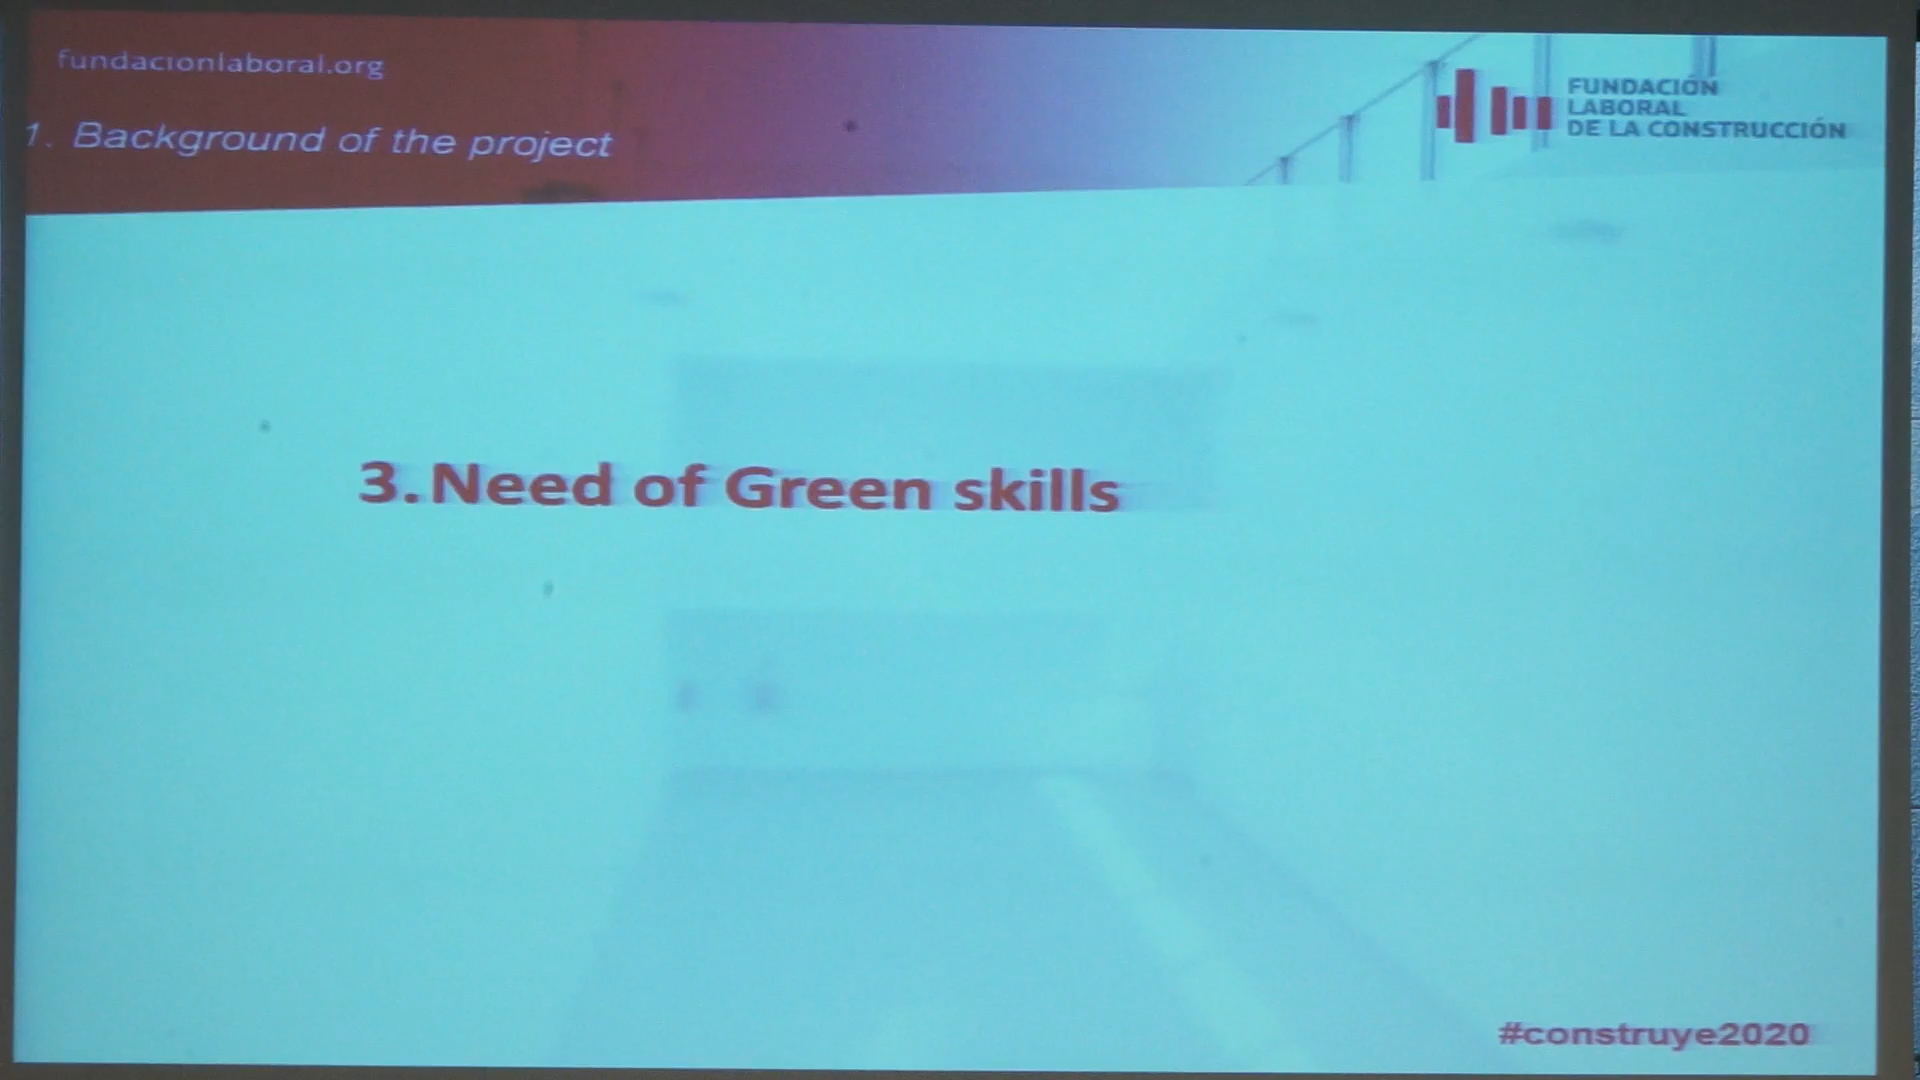 fundacionlaboral.org
1. Background of the project
FUNDACIÓN
LABORAL
DE LA CONSTRUCCIÓN
3. Need of Green skills
#construye2020